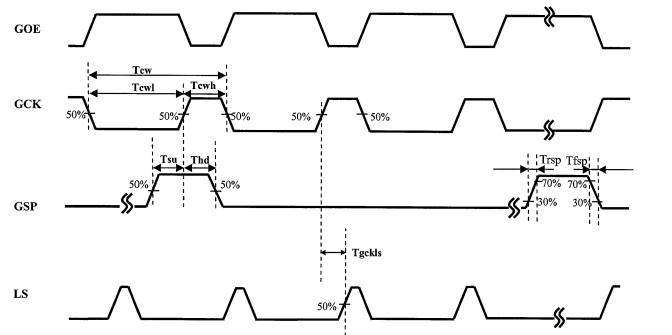 GOE
Tcw
Tcwl Tcwh
GCK 50% 50% 50% 50% 50%
Tsu Thd Trsp Tfsp
50% 50% 70% 70%
GSP 30% 30%
Tgckls
LS 50%